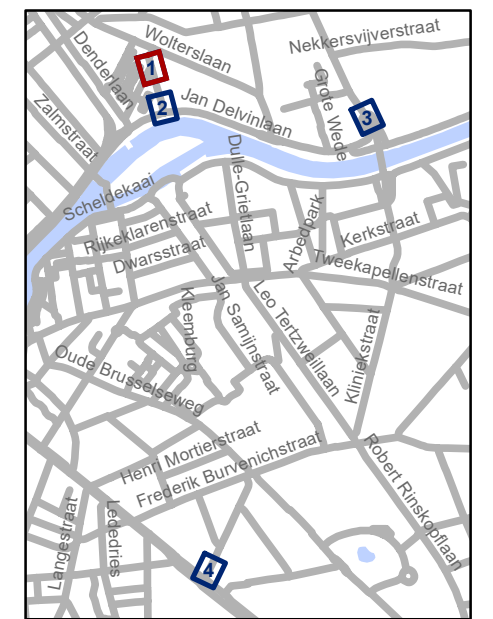 Wolterslaan
Nekkersvijverstraat
Denderlaan
1
Grote Wede
Zalmstraat
2
Jan Delvinlaan
3
Dulle-Grietlaan
Scheldekaai
Rijkeklarenstraat
Arbedpark
Kerkstraat
Dwarsstraat
Tweekapellenstraat
Kleemburg
Jan Samijnstraat
Leo Tertzweillaan
Kliniekstraat
Oude Brusselseweg
Henri Mortierstraat
Frederik Burvenichstraat
Robert Rinskopflaan
Langestraat
Lededries
4